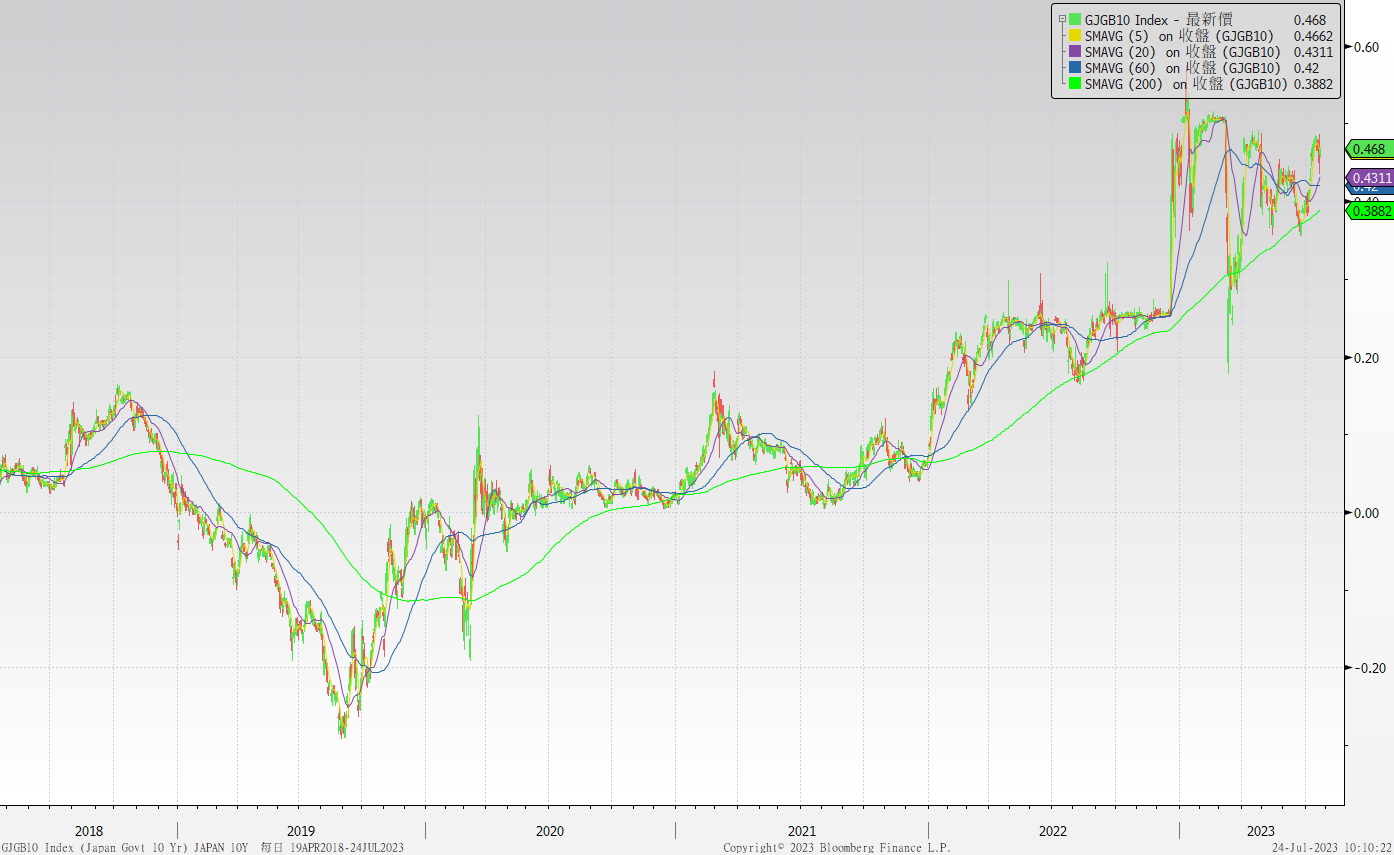 GJGB10 Index - 最新價 0.468
SMAVG (5) on 收盤 (GJGB10) 0.4662
SMAVG (20) on 收盤 (GJGB10) 0.4311
SMAVG (60) on 收盤 (GJGB10) 0.42
SMAVG (200) on 收盤 (GJGB10) 0.3882
0.60
0.468
0.4311
0.42
0.40
0.3882
0.20
0.00
-0.20
2018 2019 2020 2021 2022 2023
GJGB10 Index (Japan Govt 10 Yr) JAPAN 10Y 每日 19APR2018-24JUL2023 Copyright© 2023 Bloomberg Finance L.P. 24-Jul-2023 10:10:22